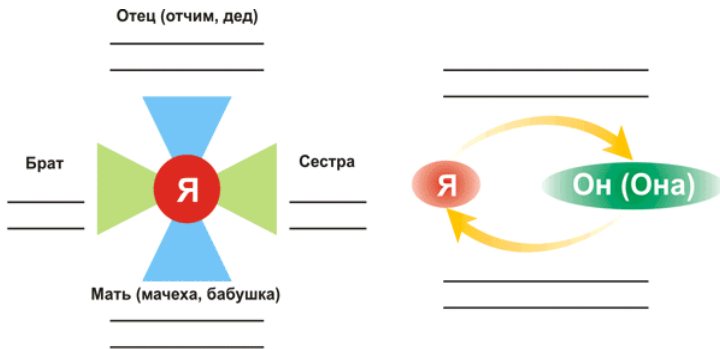 Отец (отчим, дед)
Брат
Я
Сестра
Мать (мачеха, бабушка)
Я
Он (Она)